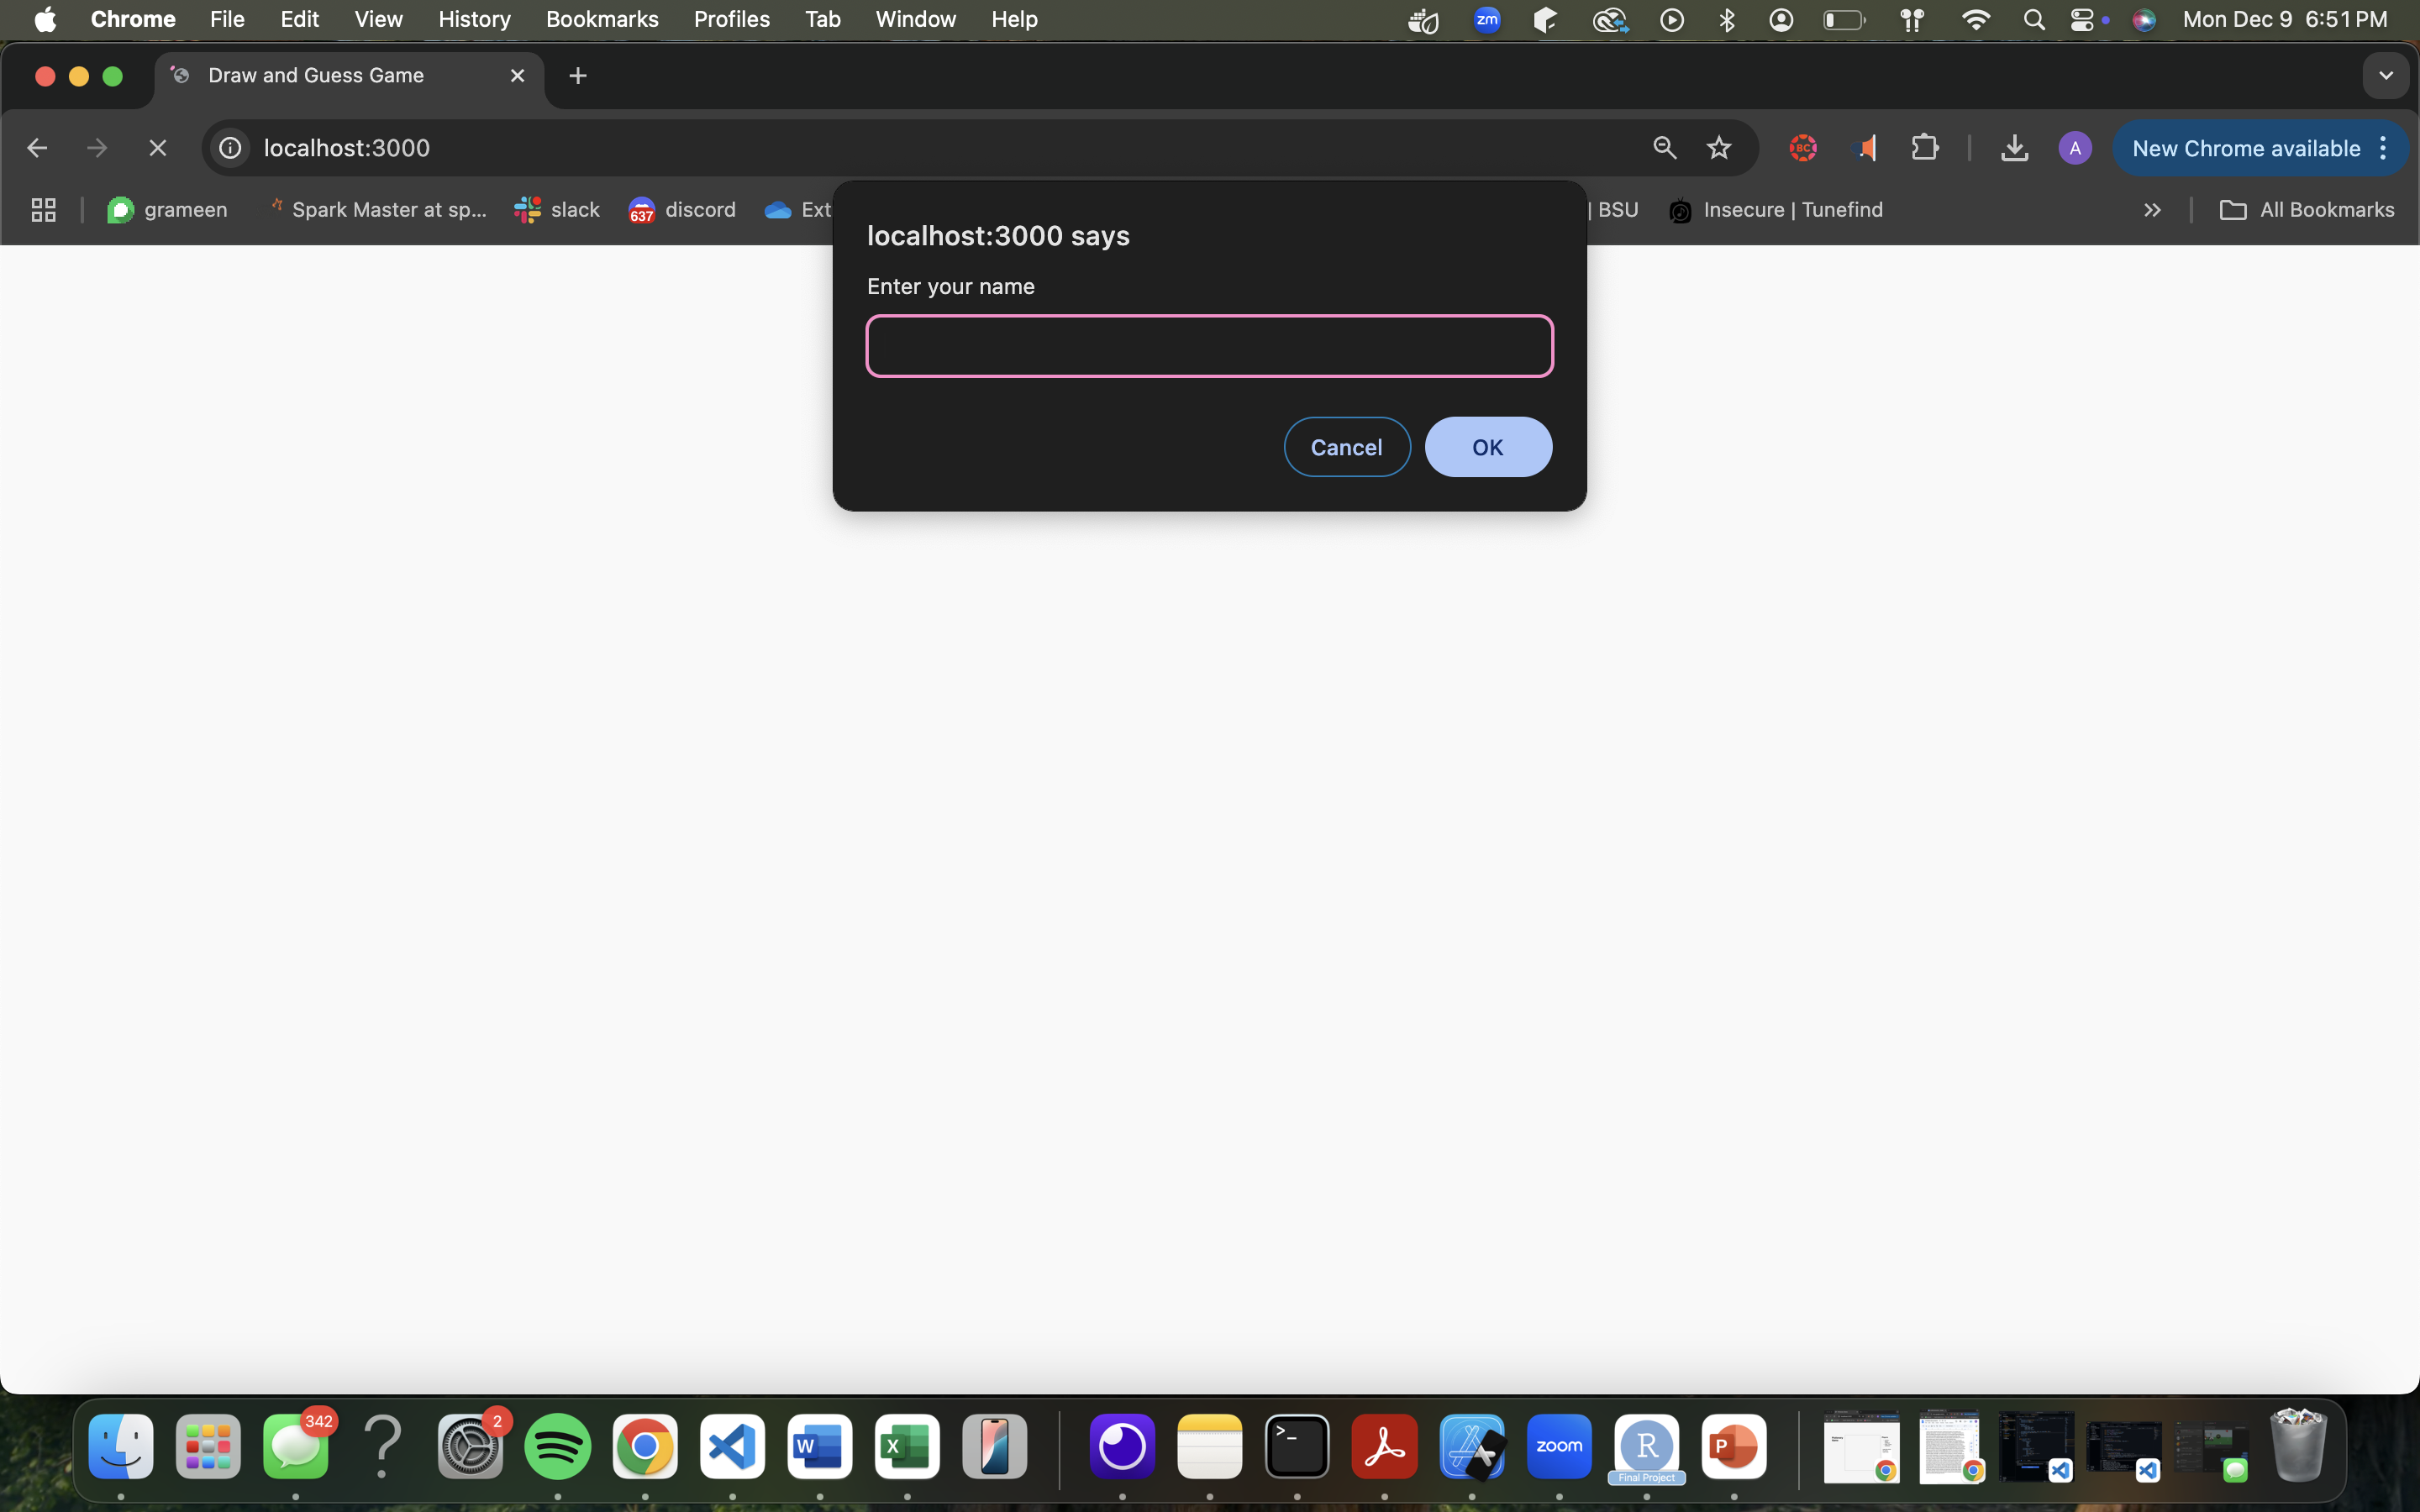 Chrome File Edit View History Bookmarks Profiles Tab Window Help zm Mon Dec 9 6:51 PM
Draw and Guess Game
localhost:3000 BC A New Chrome available
grameen Spark Master at sp... slack 637 discord Ext | BSU Insecure | Tunefind All Bookmarks
localhost:3000 says
Enter your name
Cancel OK
342 2 W X >_ zoom R P
Final Project